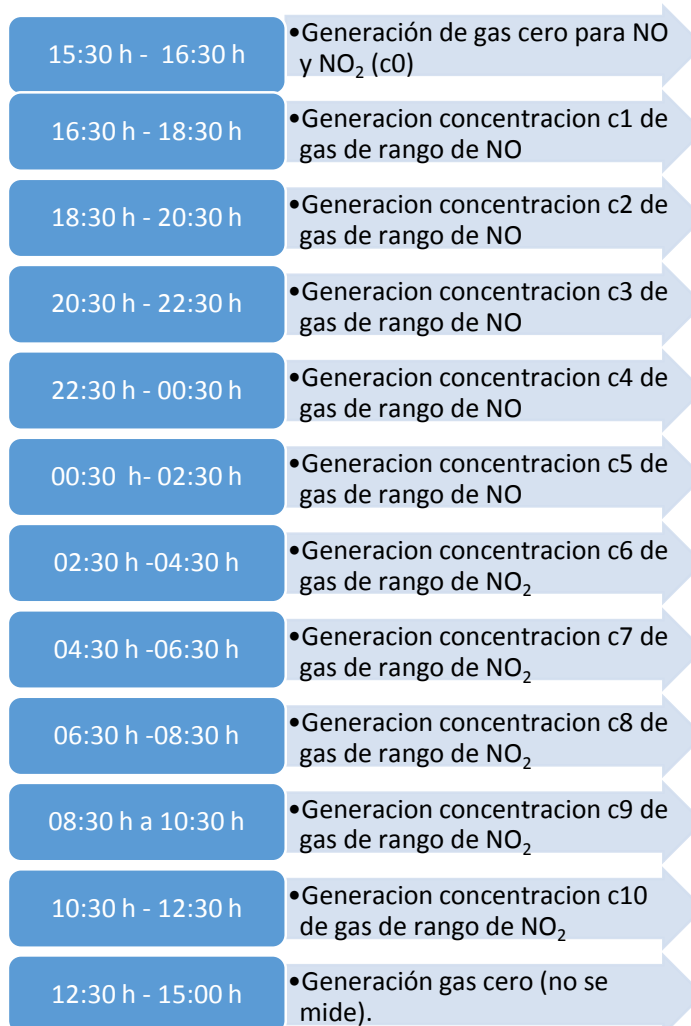 15:30 h - 16:30 h
•Generación de gas cero para NO
y NO₂ (c0)
16:30 h - 18:30 h
•Generacion concentracion c1 de
gas de rango de NO
18:30 h - 20:30 h
•Generacion concentracion c2 de
gas de rango de NO
20:30 h - 22:30 h
•Generacion concentracion c3 de
gas de rango de NO
22:30 h - 00:30 h
•Generacion concentracion c4 de
gas de rango de NO
00:30 h- 02:30 h
•Generacion concentracion c5 de
gas de rango de NO
02:30 h -04:30 h
•Generacion concentracion c6 de
gas de rango de NO₂
04:30 h -06:30 h
•Generacion concentracion c7 de
gas de rango de NO₂
06:30 h -08:30 h
•Generacion concentracion c8 de
gas de rango de NO₂
08:30 h a 10:30 h
•Generacion concentracion c9 de
gas de rango de NO₂
10:30 h - 12:30 h
•Generacion concentracion c10
de gas de rango de NO₂
12:30 h - 15:00 h
•Generación gas cero (no se
mide).